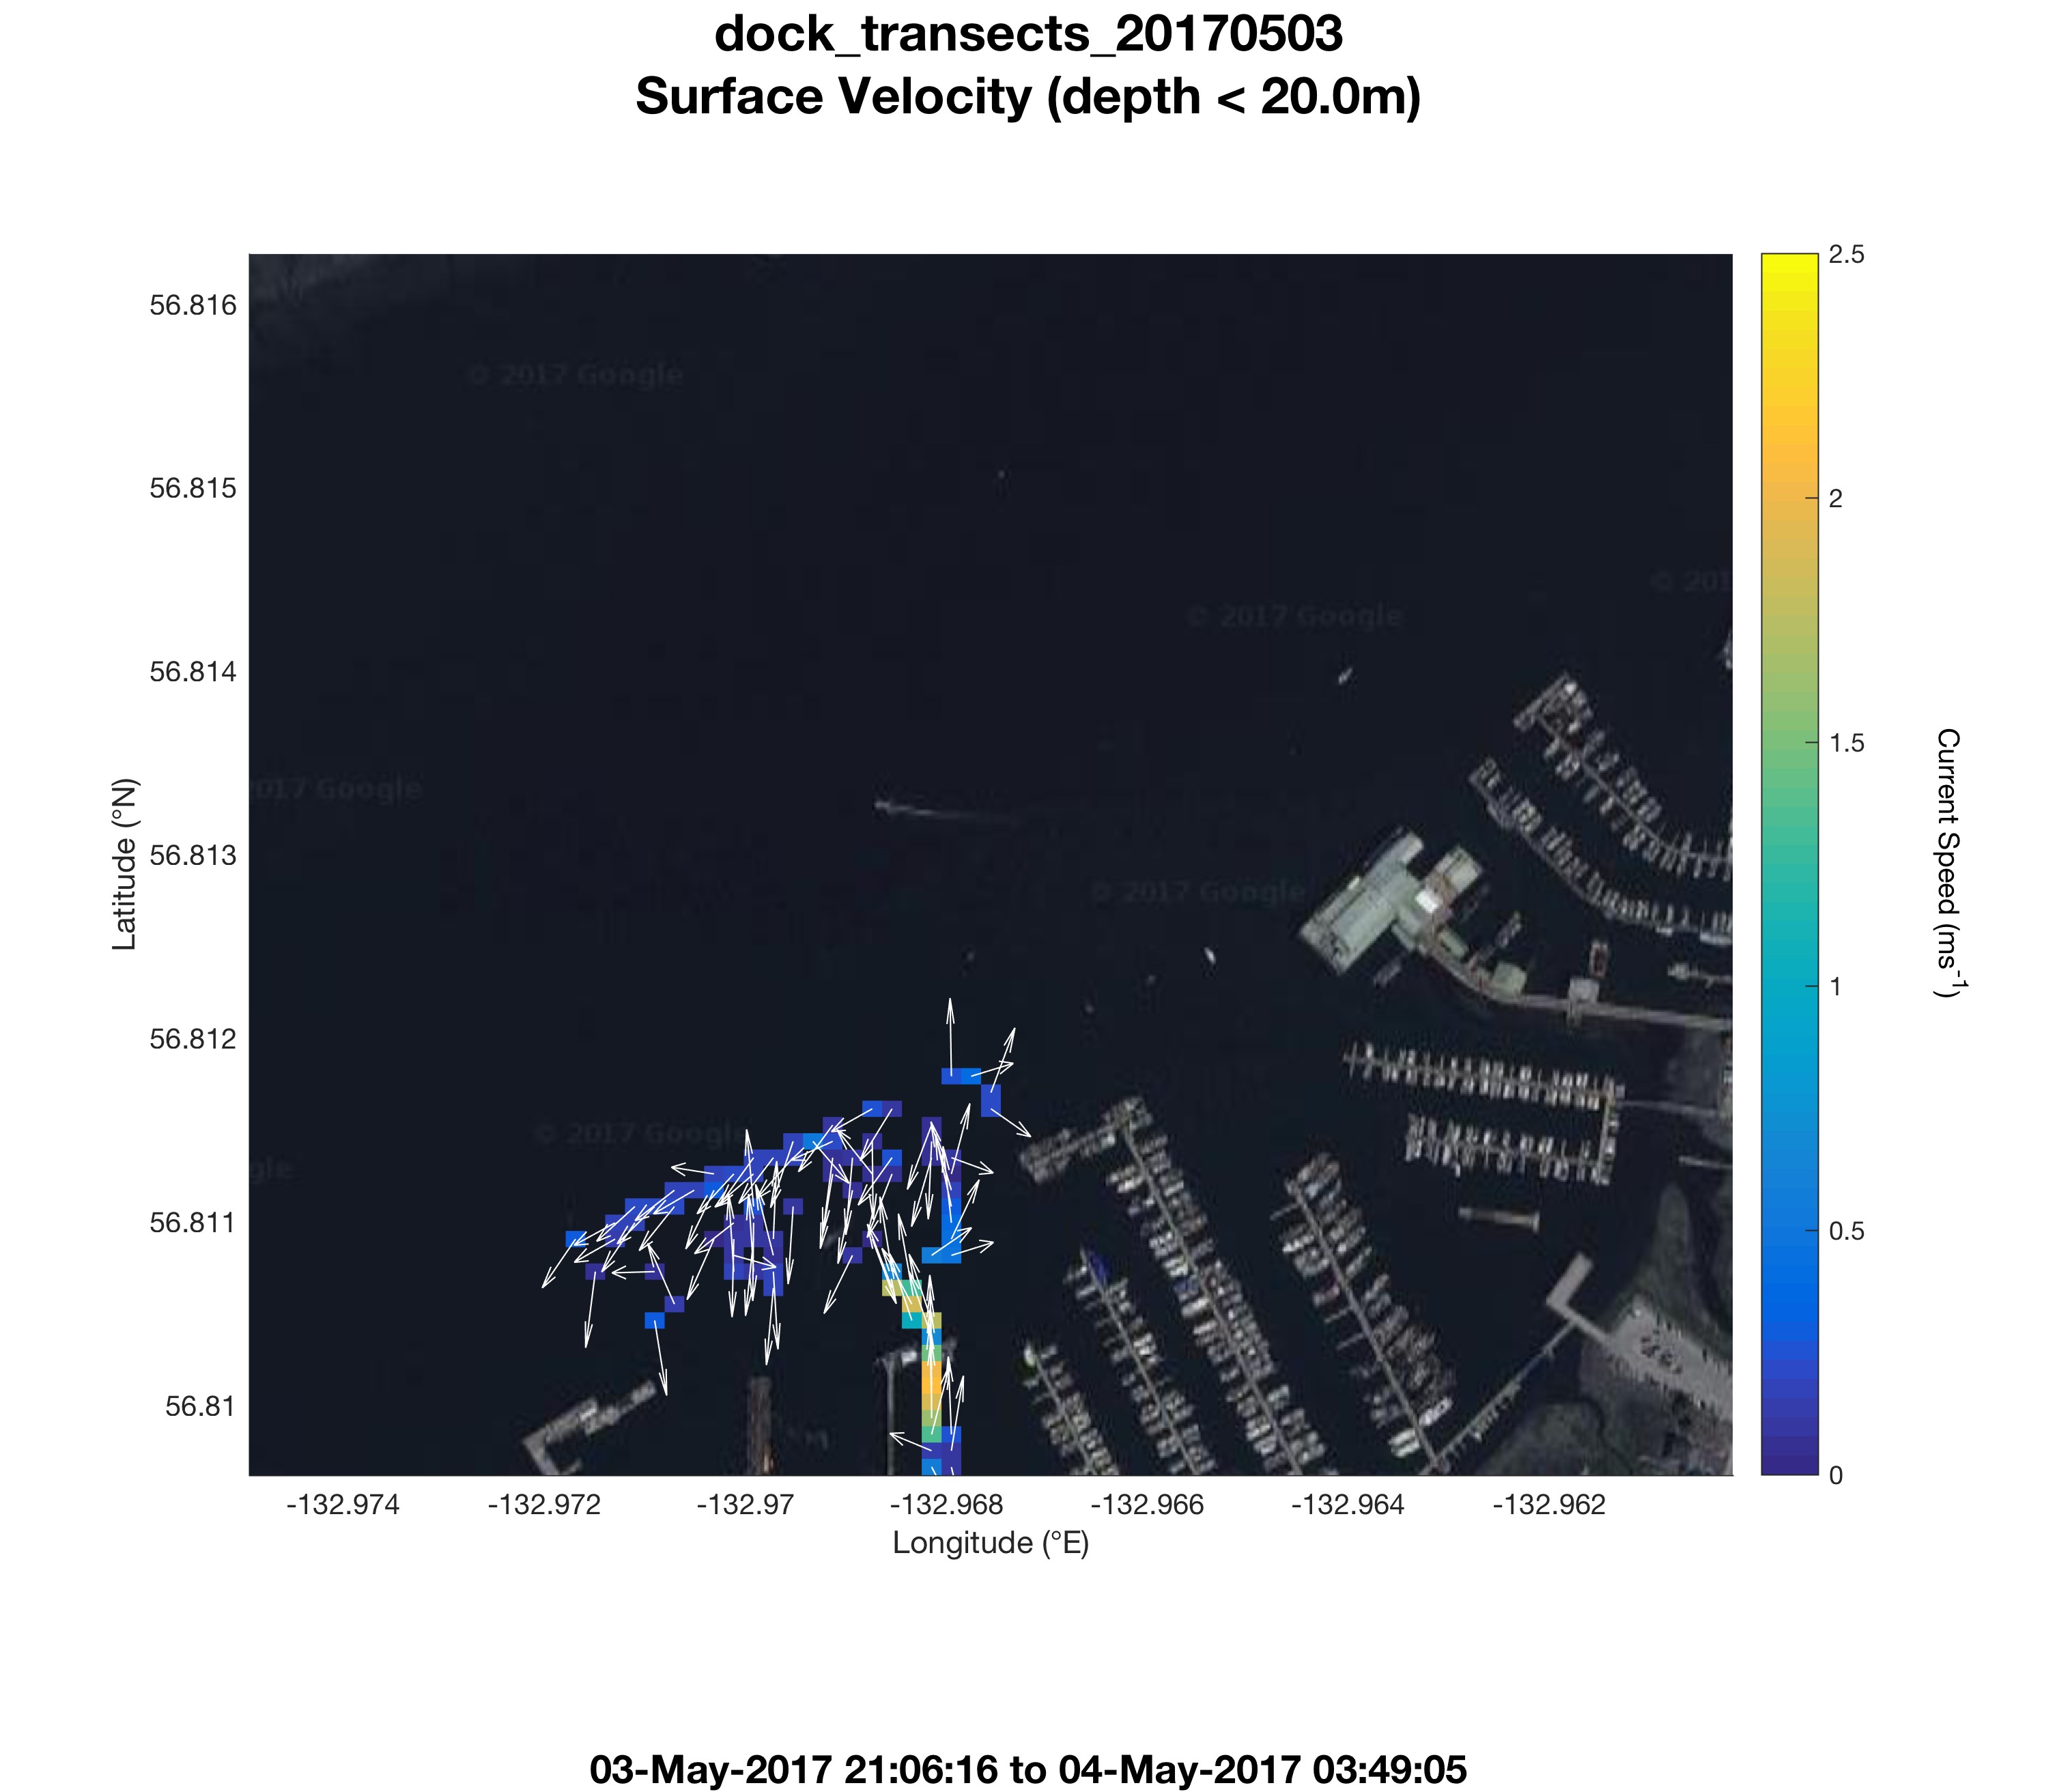 dock_transects_20170503
Surface Velocity (depth < 20.0m)
56.816
56.815
56.814
56.813
56.812
56.811
56.81
Latitude (°N)
© 2017 Google
© 201
© 2017 Google
2017 Google
© 2017 Google
© 2017 Google
gle
-132.974
-132.972
-132.97
-132.968
-132.966
-132.964
-132.962
Longitude (°E)
2.5
2
1.5
1
0.5
0
Current Speed (ms⁻¹)
03-May-2017 21:06:16 to 04-May-2017 03:49:05